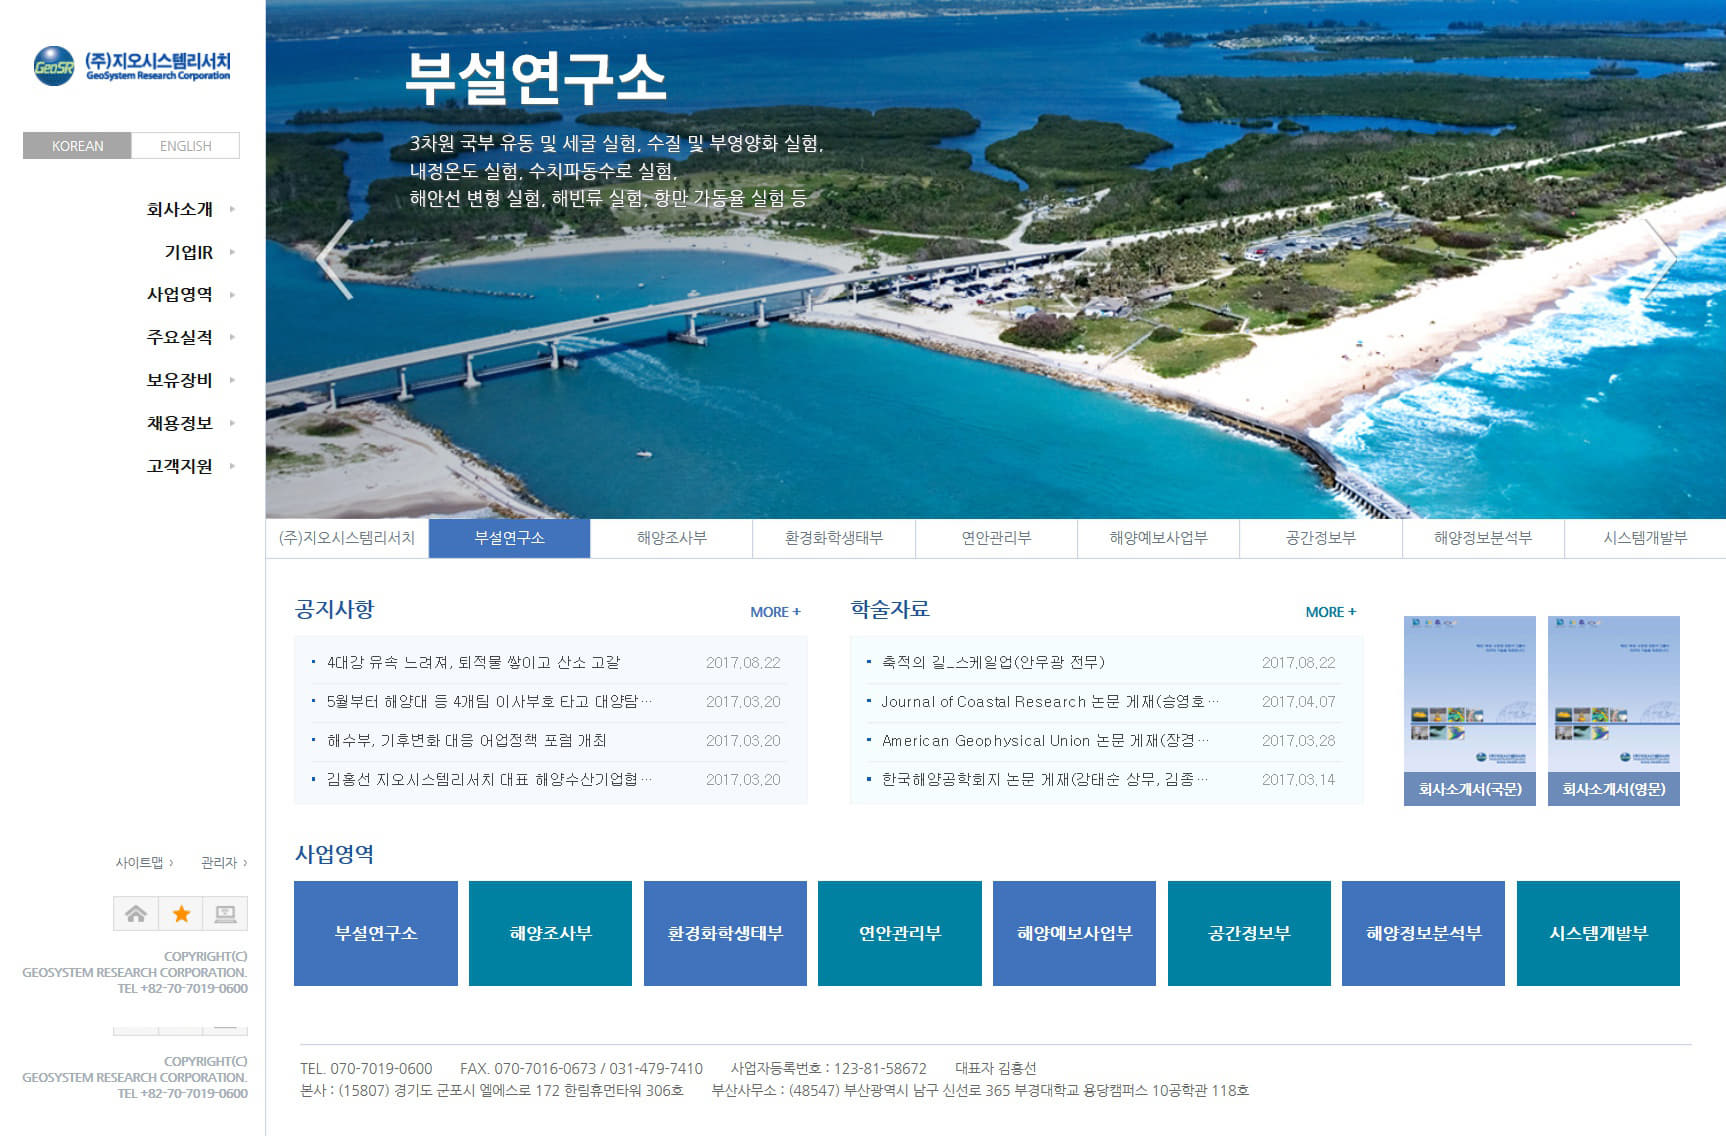 GeoSR
(주)지오시스템리서치
GeoSystem Research Corporation
KOREAN
ENGLISH
회사소개
기업IR
사업영역
주요실적
보유장비
채용정보
고객지원
사이트맵
관리자
COPYRIGHT(C)
GEOSYSTEM RESEARCH CORPORATION.
TEL +82-70-7019-0600
COPYRIGHT(C)
GEOSYSTEM RESEARCH CORPORATION.
TEL +82-70-7019-0600
부설연구소
3차원 국부 유동 및 세굴 실험, 수질 및 부영양화 실험,
내정온도 실험, 수치파동수로 실험,
해안선 변형 실험, 해빈류 실험, 항만 가동율 실험 등
(주)지오시스템리서치
부설연구소
해양조사부
환경화학생태부
연안관리부
해양예보사업부
공간정보부
해양정보분석부
시스템개발부
공지사항
MORE +
4대강 유속 느려져, 퇴적물 쌓이고 산소 고갈 2017.08.22
5월부터 해양대 등 4개팀 이사부호 타고 대양탐… 2017.03.20
해수부, 기후변화 대응 어업정책 포럼 개최 2017.03.20
김홍선 지오시스템리서치 대표 해양수산기업협… 2017.03.20
학술자료
MORE +
축적의 길_스케일업(안우광 전무) 2017.08.22
Journal of Coastal Research 논문 게재(승영호… 2017.04.07
American Geophysical Union 논문 게재(장경… 2017.03.28
한국해양공학회지 논문 게재(강태순 상무, 김종… 2017.03.14
회사소개서(국문)
회사소개서(영문)
사업영역
부설연구소
해양조사부
환경화학생태부
연안관리부
해양예보사업부
공간정보부
해양정보분석부
시스템개발부
TEL. 070-7019-0600 FAX. 070-7016-0673 / 031-479-7410 사업자등록번호 : 123-81-58672 대표자 김홍선
본사 : (15807) 경기도 군포시 엘에스로 172 한림휴먼타워 306호 부산사무소 : (48547) 부산광역시 남구 신선로 365 부경대학교 용당캠퍼스 10공학관 118호